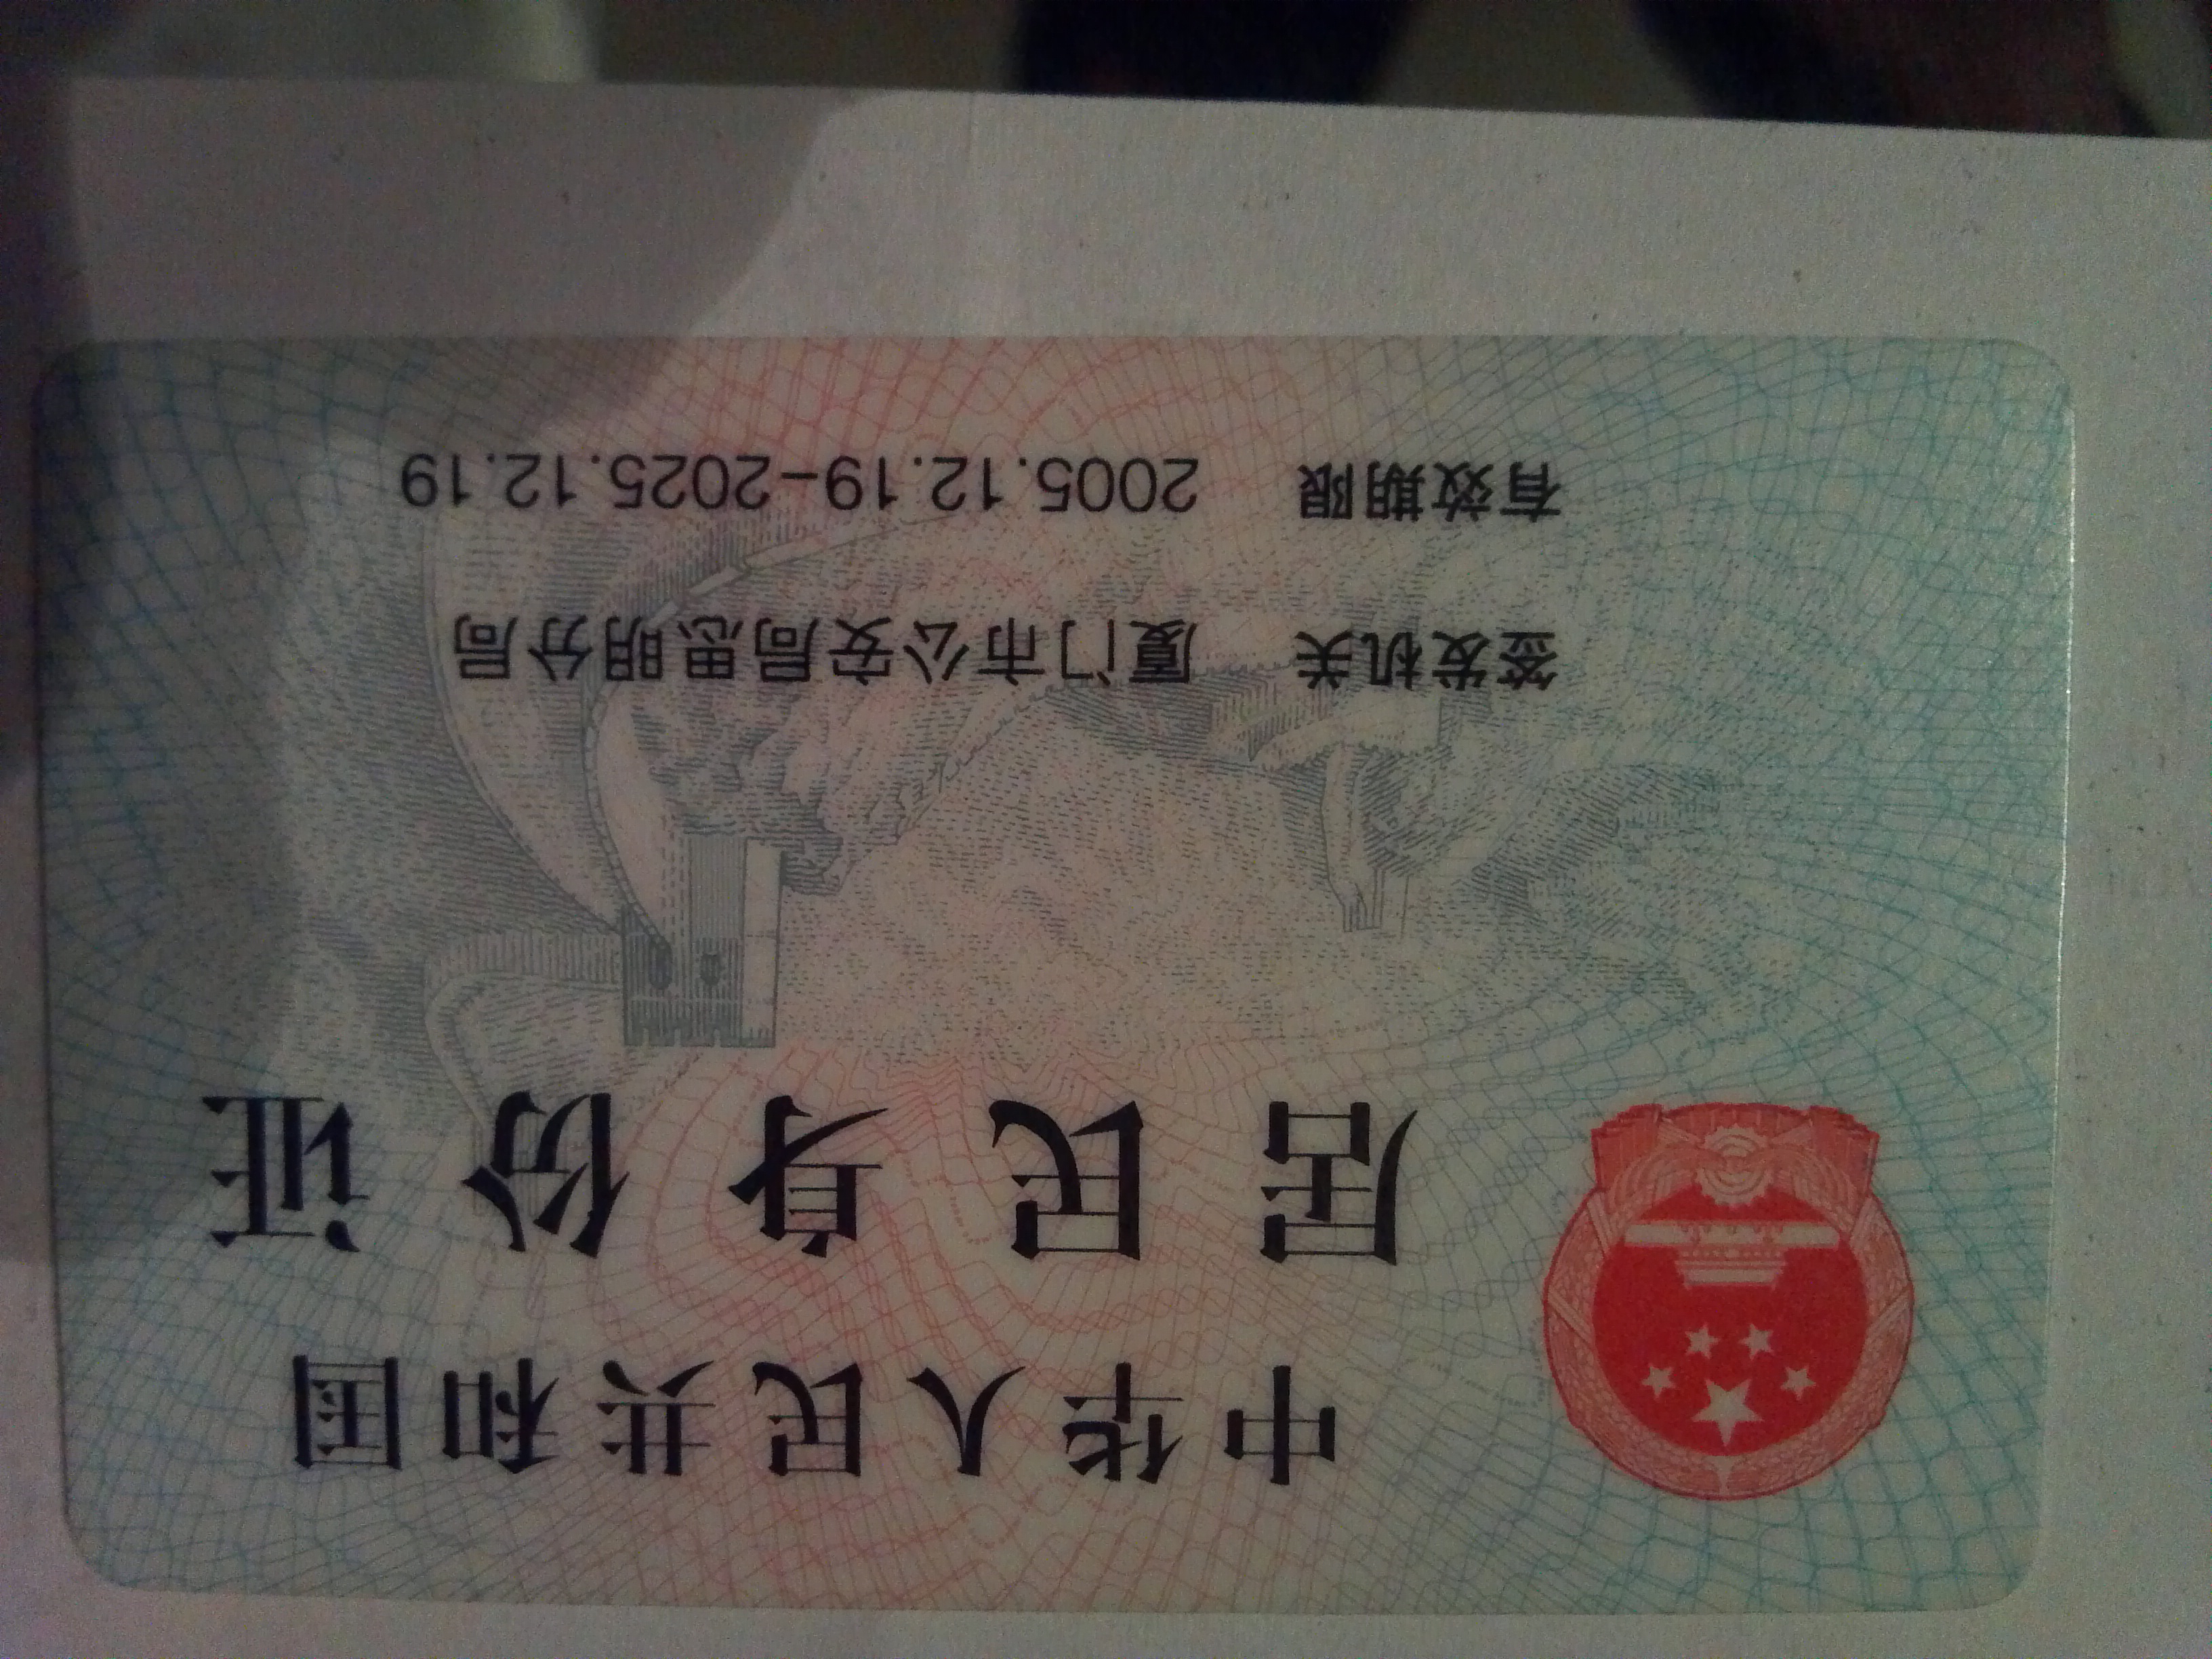 中华人民共和国
居民身份证
签发机关 厦门市公安局思明分局
有效期限 2005.12.19-2025.12.19